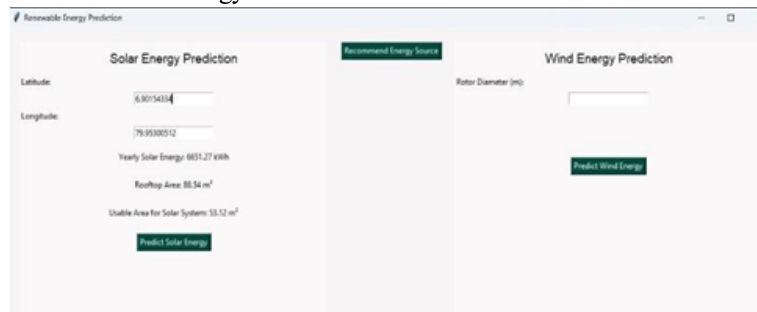 Renewable Energy Prediction
Solar Energy Prediction
Latitude:
6.90154334
Longitude:
79.95300512
Yearly Solar Energy: 6651.27 kWh
Rooftop Area: 88.54 m²
Usable Area for Solar System: 53.12 m²
Predict Solar Energy
Recommend Energy Source
Wind Energy Prediction
Rotor Diameter (m):
Predict Wind Energy